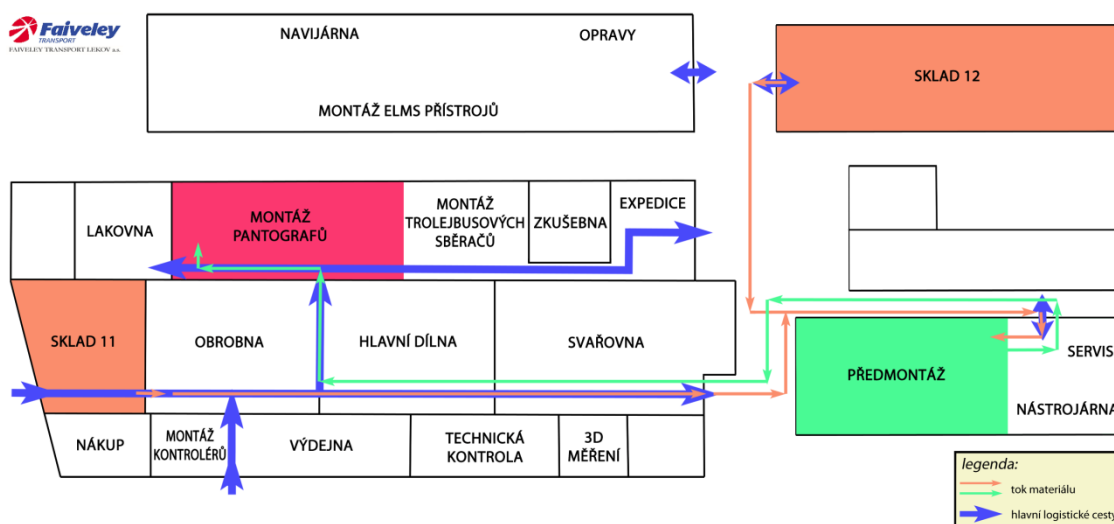 Faiveley
TRANSPORT
FAIVELEY TRANSPORT LEKOV a.s.
NAVIJÁRNA
OPRAVY
MONTÁŽ ELMS PŘÍSTROJŮ
SKLAD 12
LAKOVNA
MONTÁŽ
PANTOGRAFŮ
MONTÁŽ
TROLEJBUSOVÝCH
SBĚRAČŮ
ZKUŠEBNA
EXPEDICE
SKLAD 11
OBROBNA
HLAVNÍ DÍLNA
SVAŘOVNA
PŘEDMONTÁŽ
SERVIS
NÁSTROJÁRNA
NÁKUP
MONTÁŽ
KONTROLÉRŮ
VÝDEJNA
TECHNICKÁ
KONTROLA
3D
MĚŘENÍ
legenda:
tok materiálu
hlavní logistické cesty